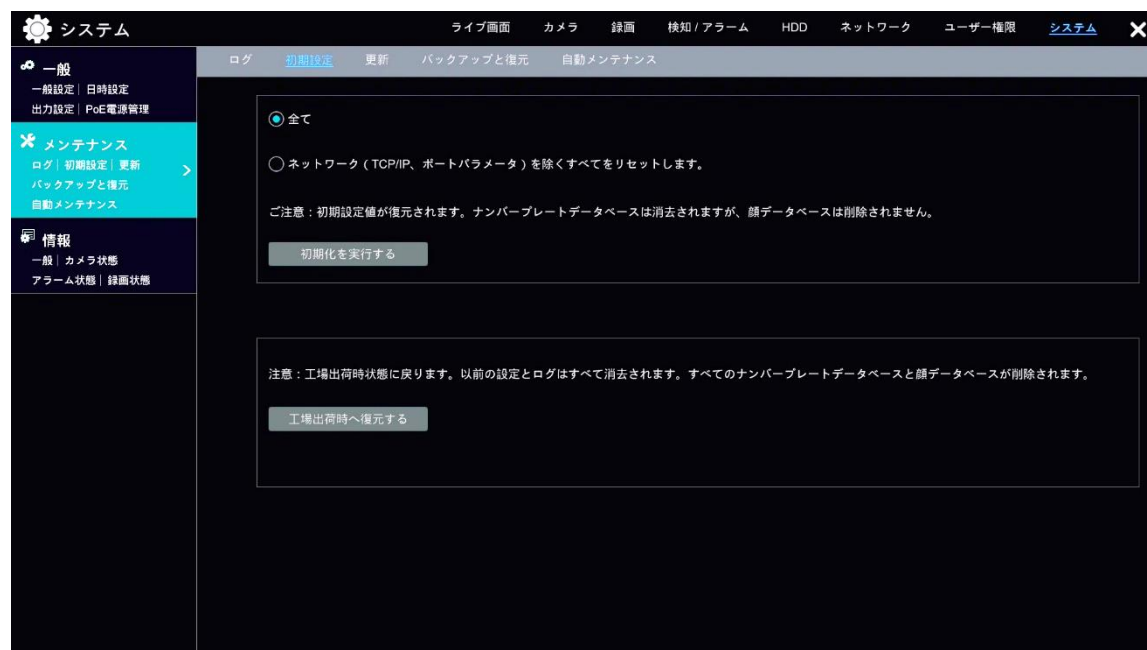 システム
ライブ画面 カメラ 録画 検知 / アラーム HDD ネットワーク ユーザー権限 システム
ログ 初期設定 更新 バックアップと復元 自動メンテナンス
一般
一般設定│日時設定
出力設定│PoE電源管理
メンテナンス
ログ│初期設定│更新
バックアップと復元
自動メンテナンス
情報
一般│カメラ状態
アラーム状態│録画状態
全て
ネットワーク ( TCP/IP、ポートパラメータ ) を除くすべてをリセットします。
ご注意 : 初期設定値が復元されます。ナンバープレートデータベースは消去されますが、顔データベースは削除されません。
初期化を実行する
注意 : 工場出荷時状態に戻ります。以前の設定とログはすべて消去されます。すべてのナンバープレートデータベースと顔データベースが削除されます。
工場出荷時へ復元する